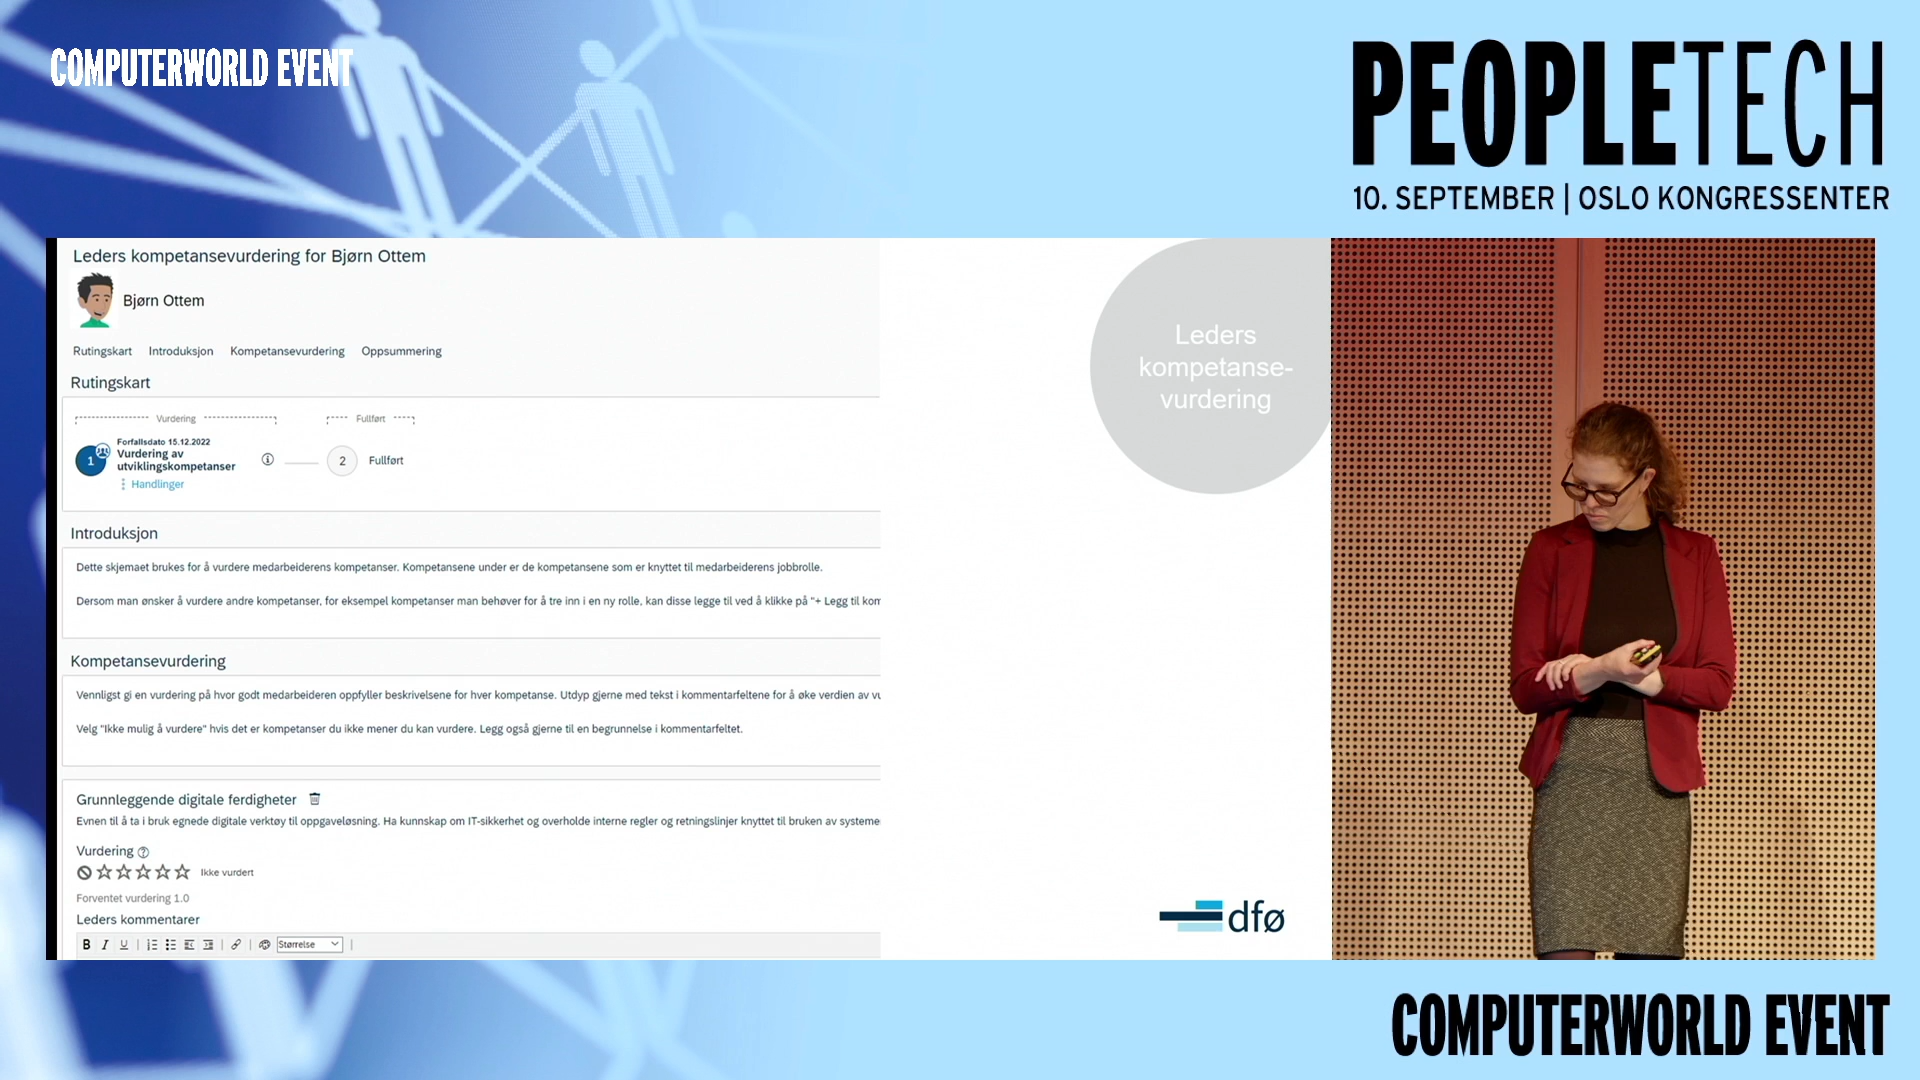 COMPUTERWORLD EVENT
PEOPLETECH
10. SEPTEMBER | OSLO KONGRESSENTER
Leders kompetansevurdering for Bjørn Ottem
Bjørn Ottem
Rutingskart Introduksjon Kompetansevurdering Oppsummering
Rutingskart
Vurdering Fullført
Forfallsdato 15.12.2022
1 Vurdering av
utviklingskompetanser
2 Fullført
Handlinger
Introduksjon
Dette skjemaet brukes for å vurdere medarbeiderens kompetanser. Kompetansene under er de kompetansene som er knyttet til medarbeiderens jobbrolle.
Dersom man ønsker å vurdere andre kompetanser, for eksempel kompetanser man behøver for å tre inn i en ny rolle, kan disse legge til ved å klikke på "+ Legg til kom
Kompetansevurdering
Vennligst gi en vurdering på hvor godt medarbeideren oppfyller beskrivelsene for hver kompetanse. Utdyp gjerne med tekst i kommentarfeltene for å øke verdien av vu
Velg "Ikke mulig å vurdere" hvis det er kompetanser du ikke mener du kan vurdere. Legg også gjerne til en begrunnelse i kommentarfeltet.
Grunnleggende digitale ferdigheter
Evnen til å ta i bruk egnede digitale verktøy til oppgaveløsning. Ha kunnskap om IT-sikkerhet og overholde interne regler og retningslinjer knyttet til bruken av systeme
Vurdering
Ikke vurdert
Forventet vurdering 1.0
Leders kommentarer
B I U Størrelse
Leders
kompetanse-
vurdering
dfø
COMPUTERWORLD EVENT